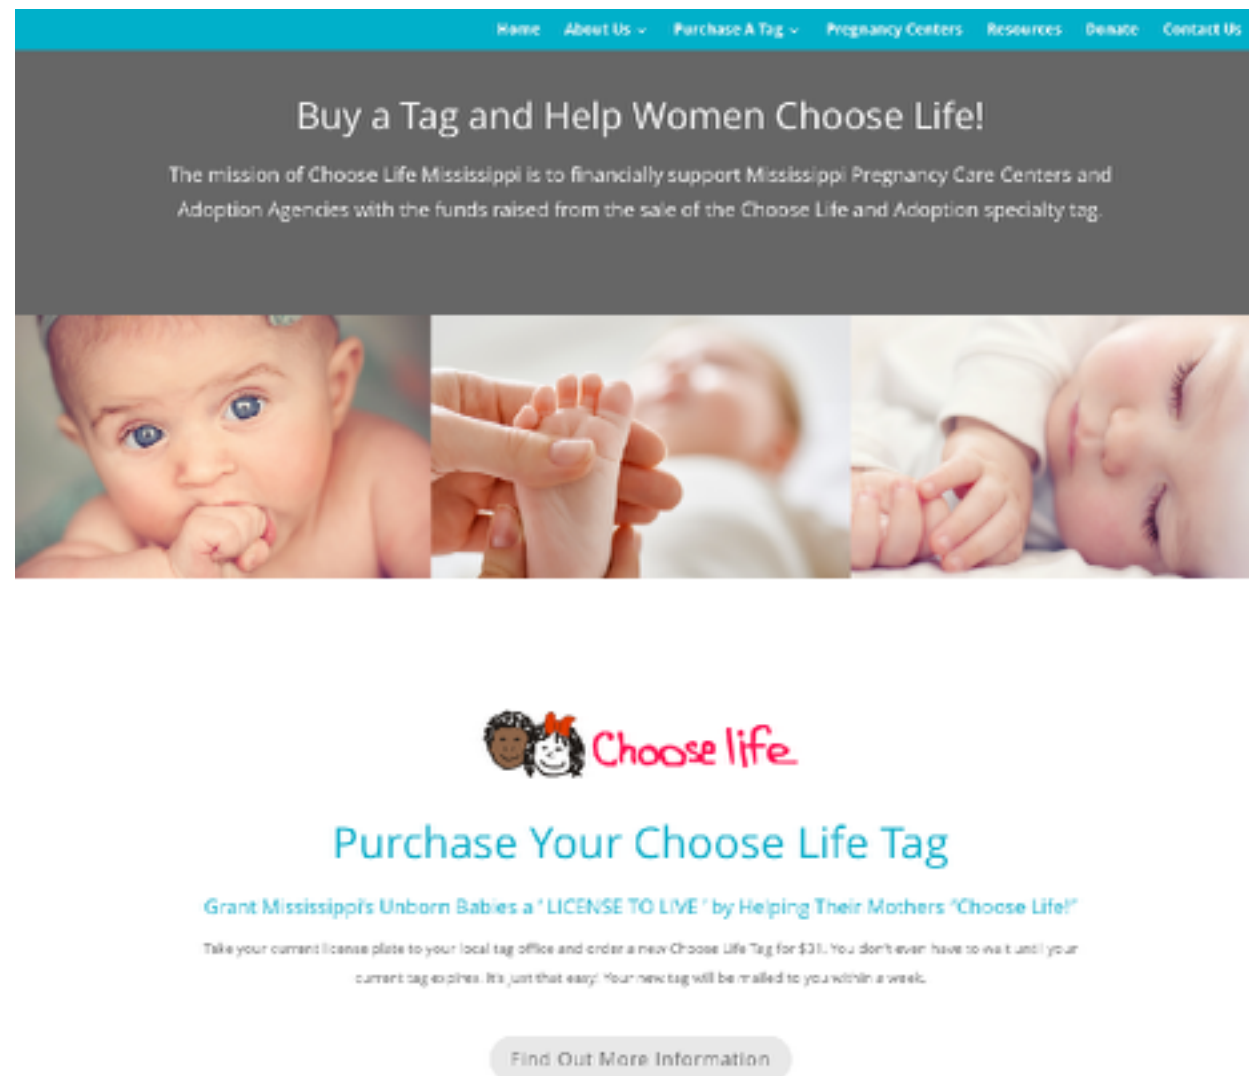 Home About Us Purchase A Tag Pregnancy Centers Resources Donate Contact Us
Buy a Tag and Help Women Choose Life!
The mission of Choose Life Mississippi is to financially support Mississippi Pregnancy Care Centers and
Adoption Agencies with the funds raised from the sale of the Choose Life and Adoption specialty tag.
Choose life
Purchase Your Choose Life Tag
Grant Mississippi's Unborn Babies a "LICENSE TO LIVE" by Helping Their Mothers "Choose Life!"
Take your current license plate to your local tag office and order a new Choose Life Tag for $31. You don't even have to wait until your
current tag expires. It's just that easy! Your new tag will be mailed to you within a week.
Find Out More Information